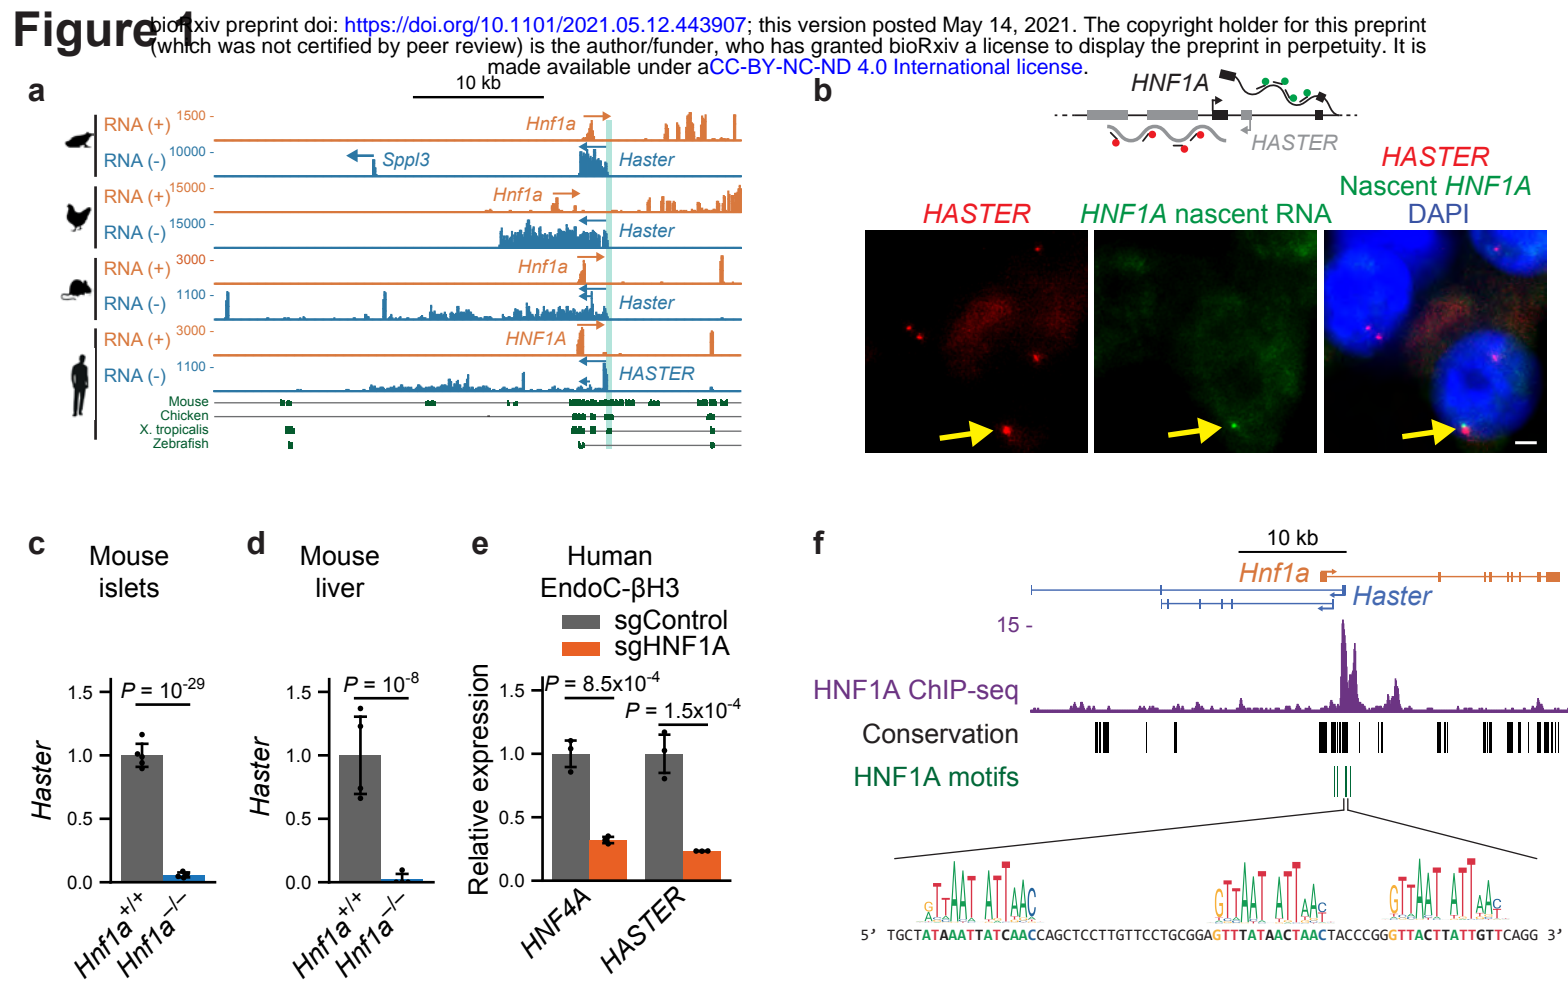 Figure 1
bioRxiv preprint doi: https://doi.org/10.1101/2021.05.12.443907; this version posted May 14, 2021. The copyright holder for this preprint
(which was not certified by peer review) is the author/funder, who has granted bioRxiv a license to display the preprint in perpetuity. It is
made available under aCC-BY-NC-ND 4.0 International license.
a
10 kb
RNA (+) 1500 - Hnf1a
RNA (-) 10000 - Sppl3 Haster
RNA (+) 15000 - Hnf1a
RNA (-) 15000 - Haster
RNA (+) 3000 - Hnf1a
RNA (-) 1100 - Haster
RNA (+) 3000 - HNF1A
RNA (-) 1100 - HASTER
Mouse
Chicken
X. tropicalis
Zebrafish
b
HNF1A
HASTER
HASTER
HNF1A nascent RNA
HASTER
Nascent HNF1A
DAPI
c
Mouse
islets
P = 10-29
Haster
1.5
1.0
0.5
0.0
Hnf1a+/+
Hnf1a–/–
d
Mouse
liver
P = 10-8
Haster
1.5
1.0
0.5
0.0
Hnf1a+/+
Hnf1a–/–
e
Human
EndoC-βH3
sgControl
sgHNF1A
P = 8.5x10-4
P = 1.5x10-4
Relative expression
1.5
1.0
0.5
0.0
HNF4A
HASTER
f
10 kb
Hnf1a
Haster
15 -
HNF1A ChIP-seq
Conservation
HNF1A motifs
5' TGCTATAAATTATCAACCAGCTCCTTGTTCCTGCGGAGTTTATAACTAACTACCCGGGTTACTTATTGTTCAGG 3'